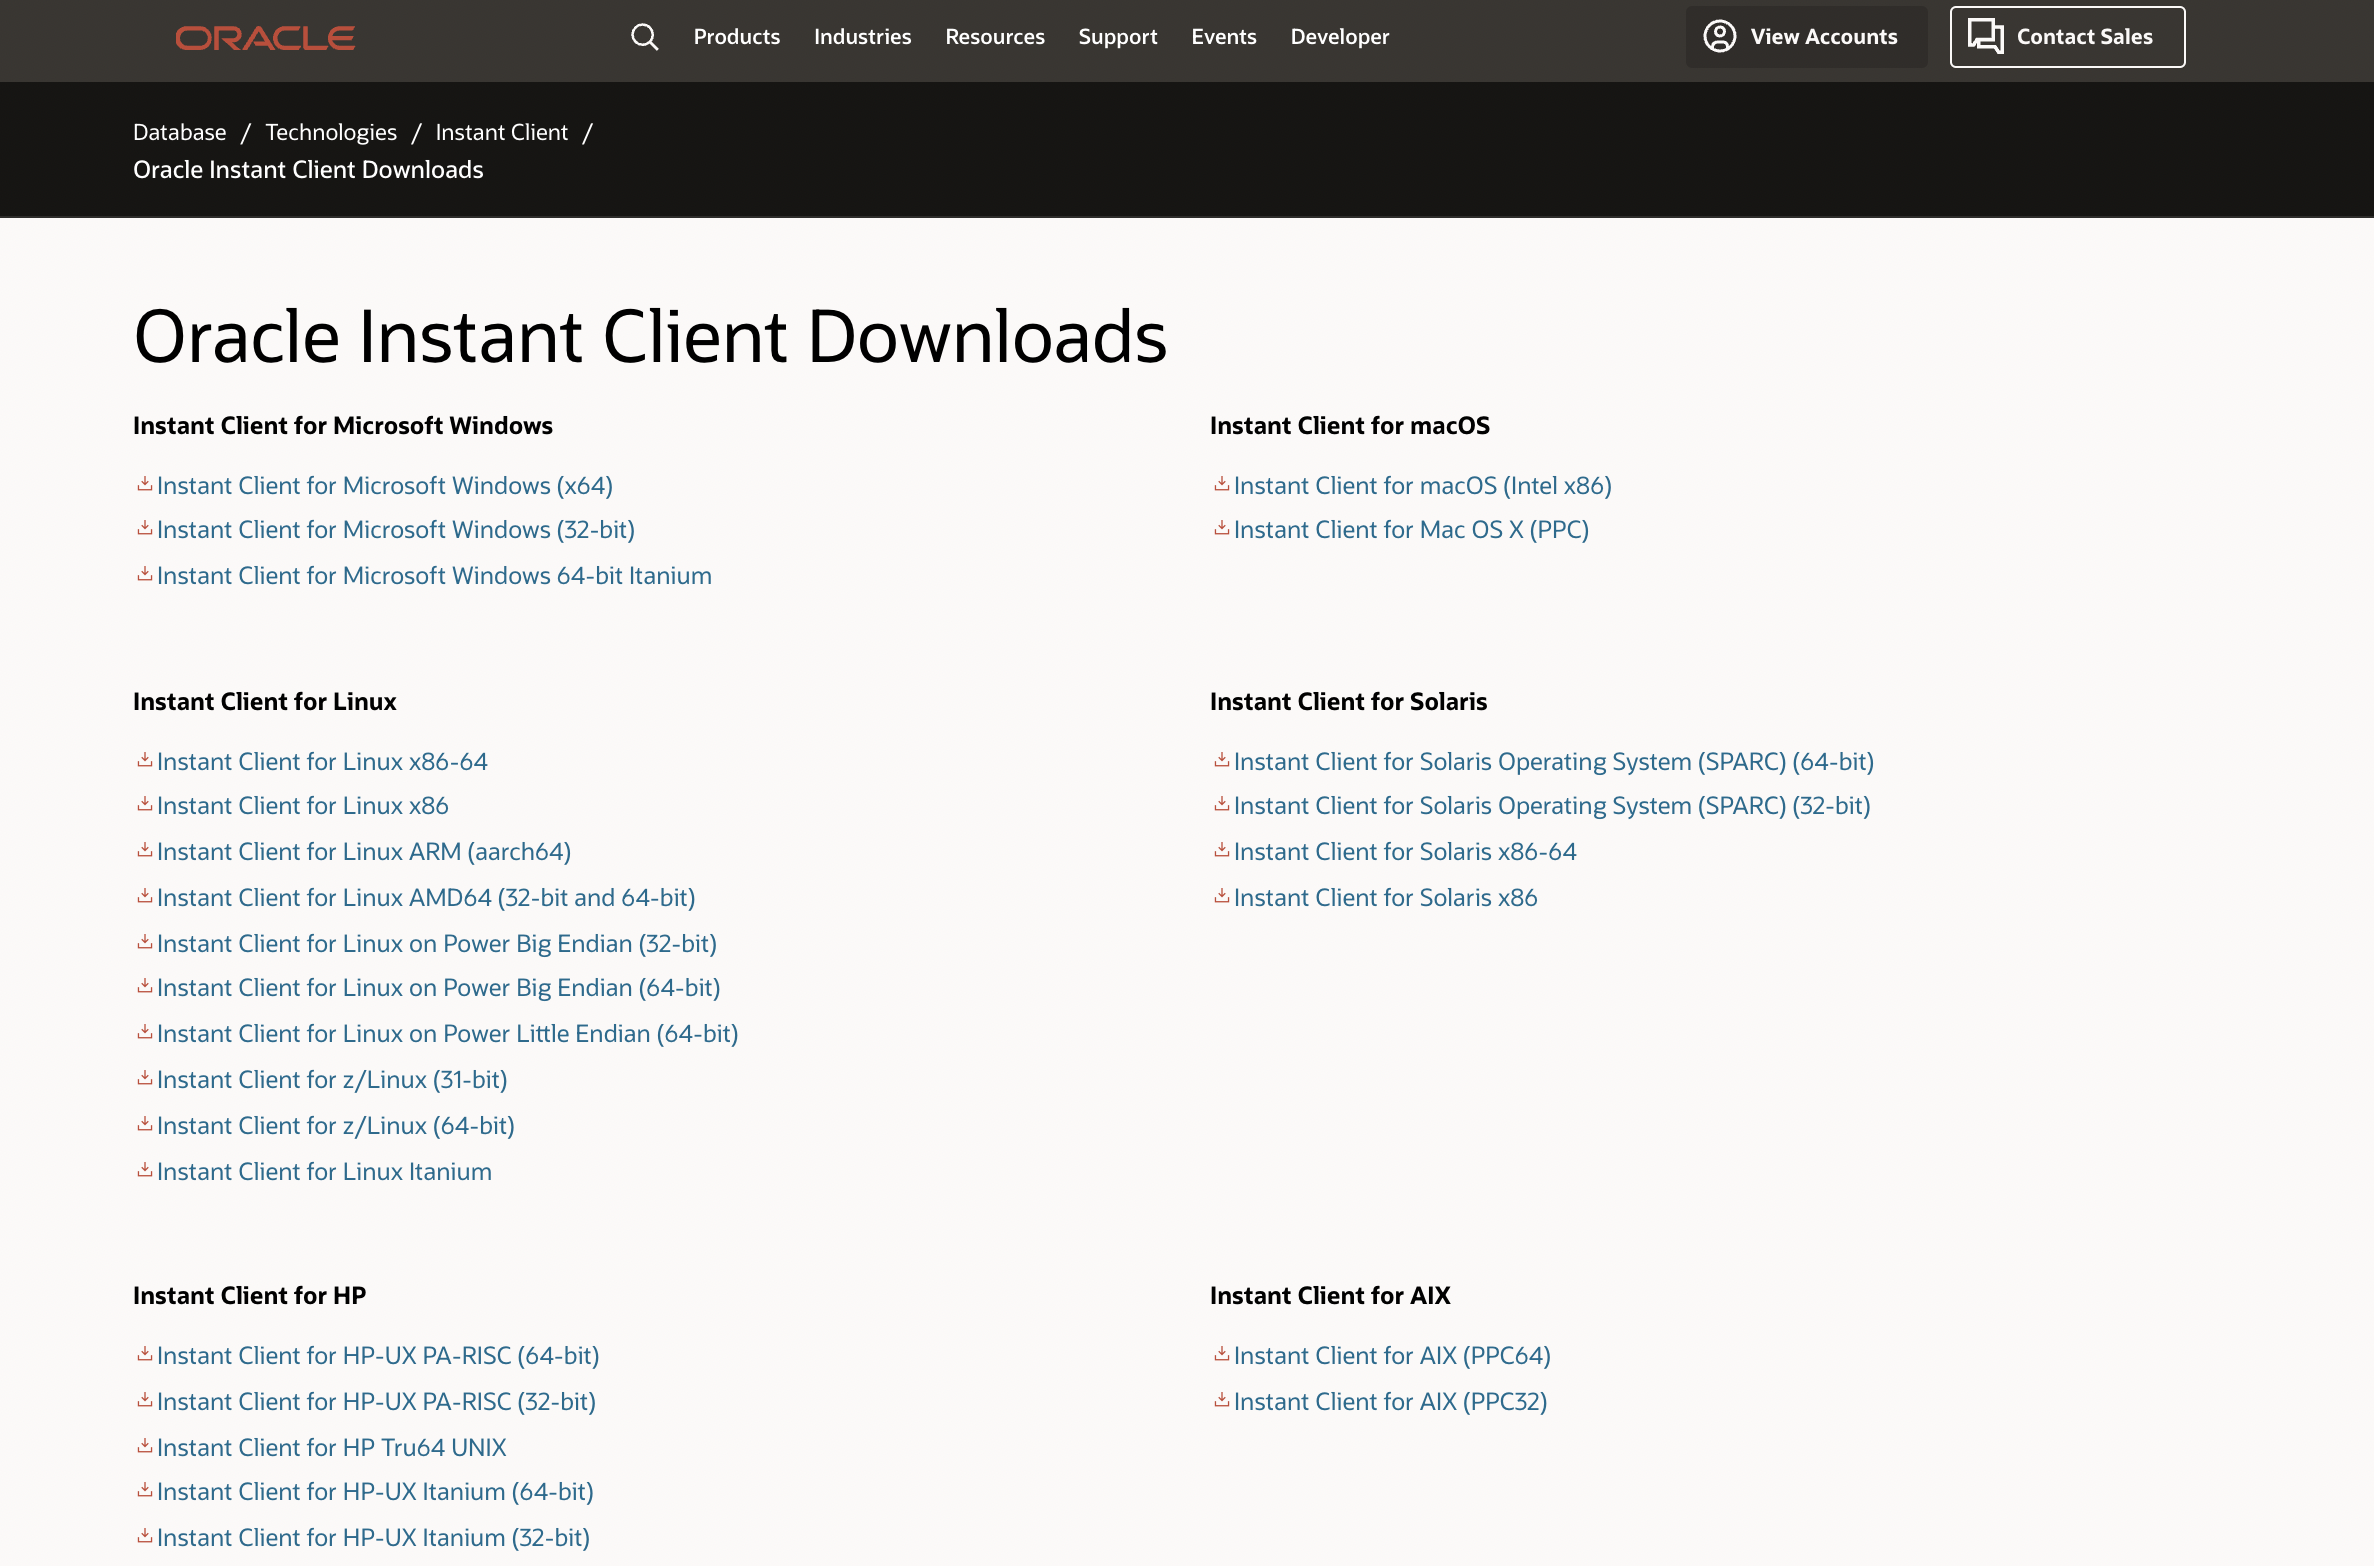 ORACLE
Products Industries Resources Support Events Developer
View Accounts
Contact Sales
Database / Technologies / Instant Client /
Oracle Instant Client Downloads
Oracle Instant Client Downloads
Instant Client for Microsoft Windows
Instant Client for Microsoft Windows (x64)
Instant Client for Microsoft Windows (32-bit)
Instant Client for Microsoft Windows 64-bit Itanium
Instant Client for macOS
Instant Client for macOS (Intel x86)
Instant Client for Mac OS X (PPC)
Instant Client for Linux
Instant Client for Linux x86-64
Instant Client for Linux x86
Instant Client for Linux ARM (aarch64)
Instant Client for Linux AMD64 (32-bit and 64-bit)
Instant Client for Linux on Power Big Endian (32-bit)
Instant Client for Linux on Power Big Endian (64-bit)
Instant Client for Linux on Power Little Endian (64-bit)
Instant Client for z/Linux (31-bit)
Instant Client for z/Linux (64-bit)
Instant Client for Linux Itanium
Instant Client for Solaris
Instant Client for Solaris Operating System (SPARC) (64-bit)
Instant Client for Solaris Operating System (SPARC) (32-bit)
Instant Client for Solaris x86-64
Instant Client for Solaris x86
Instant Client for HP
Instant Client for HP-UX PA-RISC (64-bit)
Instant Client for HP-UX PA-RISC (32-bit)
Instant Client for HP Tru64 UNIX
Instant Client for HP-UX Itanium (64-bit)
Instant Client for HP-UX Itanium (32-bit)
Instant Client for AIX
Instant Client for AIX (PPC64)
Instant Client for AIX (PPC32)